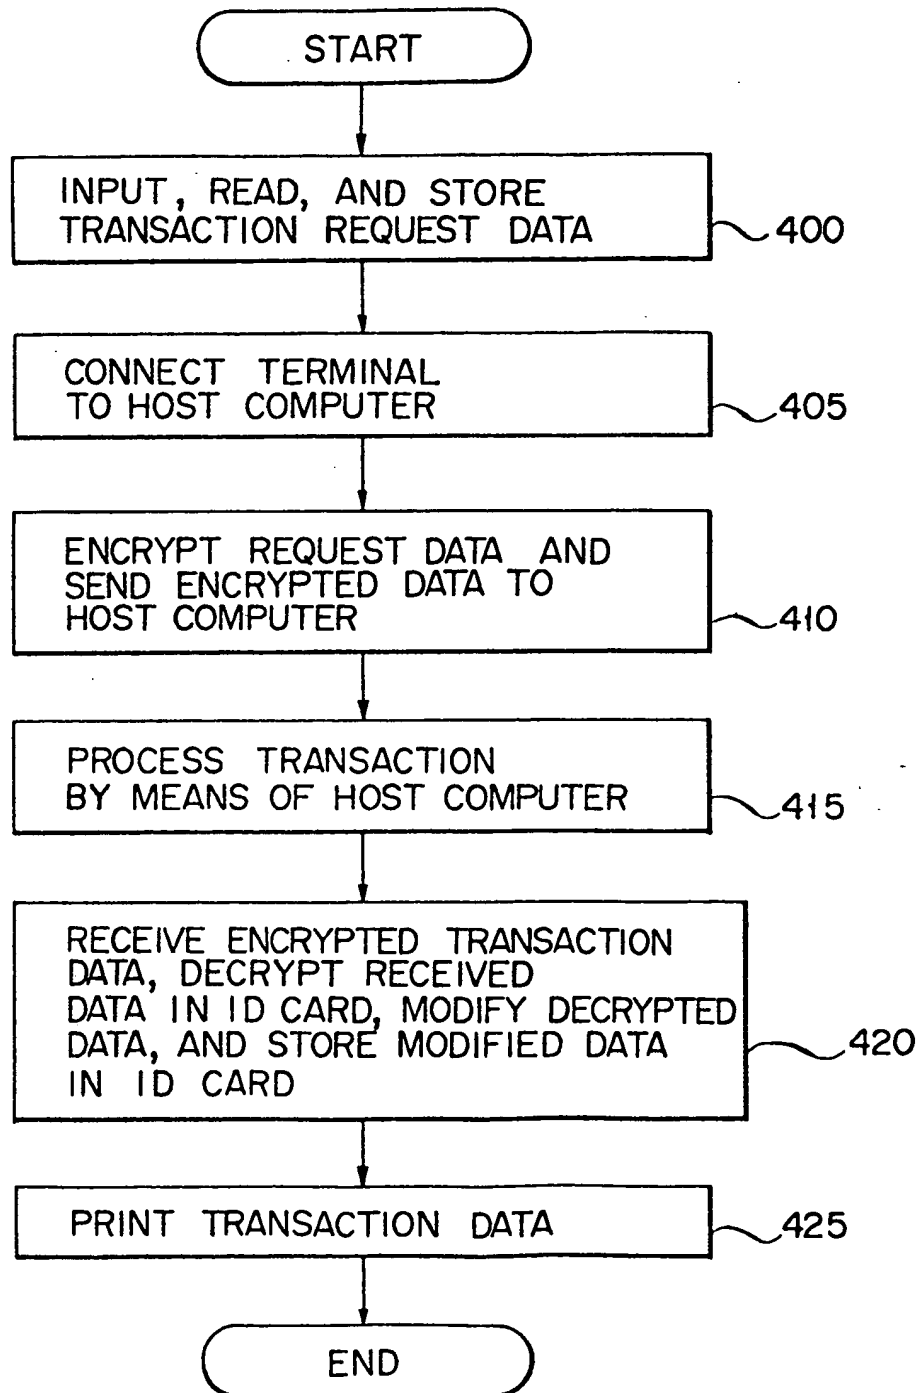 START
INPUT, READ, AND STORE
TRANSACTION REQUEST DATA
400
CONNECT TERMINAL
TO HOST COMPUTER
405
ENCRYPT REQUEST DATA AND
SEND ENCRYPTED DATA TO
HOST COMPUTER
410
PROCESS TRANSACTION
BY MEANS OF HOST COMPUTER
415
RECEIVE ENCRYPTED TRANSACTION
DATA, DECRYPT RECEIVED
DATA IN ID CARD, MODIFY DECRYPTED
DATA, AND STORE MODIFIED DATA
IN ID CARD
420
PRINT TRANSACTION DATA
425
END